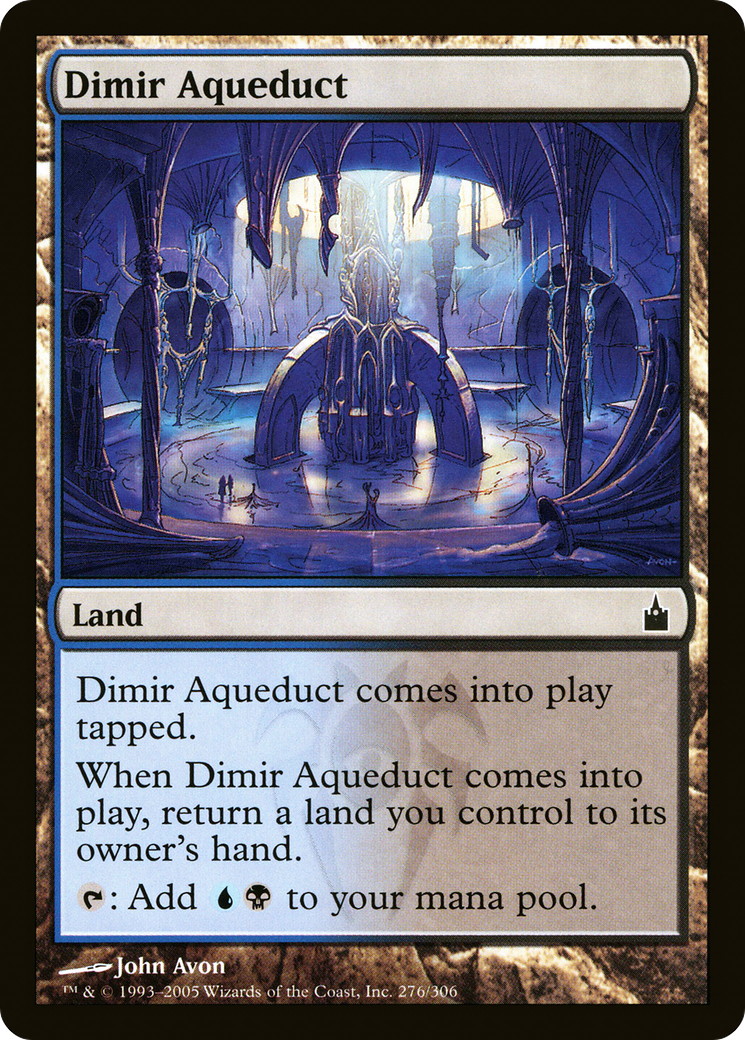 Dimir Aqueduct
AVON
Land
Dimir Aqueduct comes into play
tapped.
When Dimir Aqueduct comes into
play, return a land you control to its
owner's hand.
: Add to your mana pool.
John Avon
™ & © 1993–2005 Wizards of the Coast, Inc. 276/306